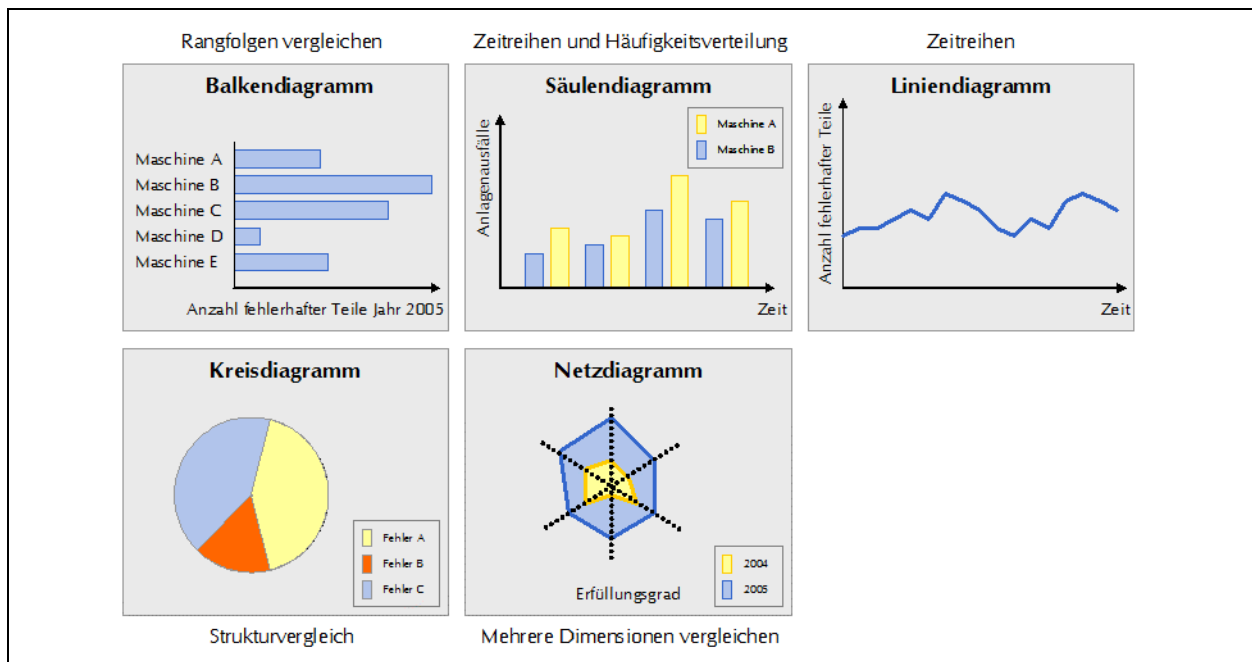 Rangfolgen vergleichen
Zeitreihen und Häufigkeitsverteilung
Zeitreihen
Balkendiagramm
Maschine A
Maschine B
Maschine C
Maschine D
Maschine E
Anzahl fehlerhafter Teile Jahr 2005
Säulendiagramm
Maschine A
Maschine B
Anlagenausfälle
Zeit
Liniendiagramm
Anzahl fehlerhafter Teile
Zeit
Kreisdiagramm
Fehler A
Fehler B
Fehler C
Netzdiagramm
2004
2005
Erfüllungsgrad
Strukturvergleich
Mehrere Dimensionen vergleichen